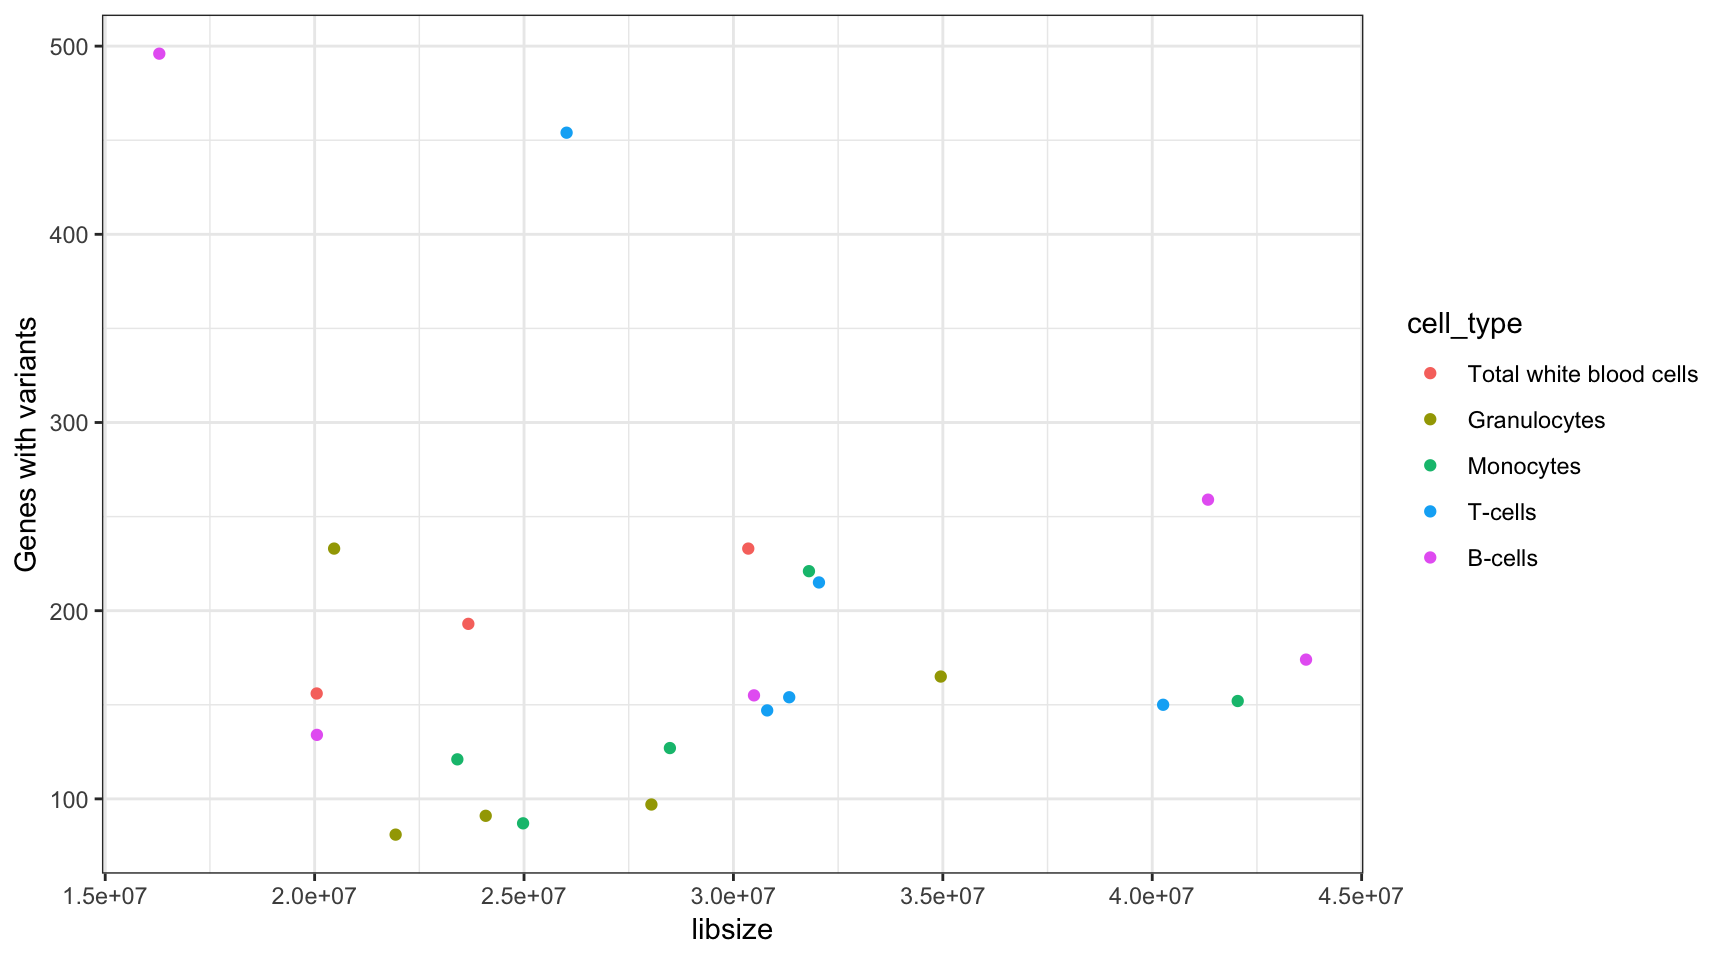 500
400
300
200
100
Genes with variants
1.5e+07 2.0e+07 2.5e+07 3.0e+07 3.5e+07 4.0e+07 4.5e+07
libsize
cell_type
Total white blood cells
Granulocytes
Monocytes
T-cells
B-cells